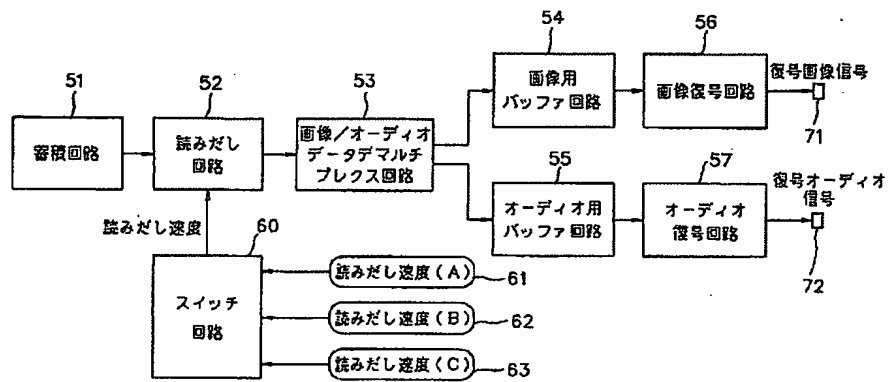 54
56
51
52
53
画像用
バッファ回路
画像復号回路
復号画像信号
71
蓄積回路
読みだし
回路
画像/オーディオ
データデマルチ
プレクス回路
55
57
オーディオ用
バッファ回路
オーディオ
復号回路
復号オーディオ
信号
72
読みだし速度
60
スイッチ
回路
読みだし速度(A)
61
読みだし速度(B)
62
読みだし速度(C)
63